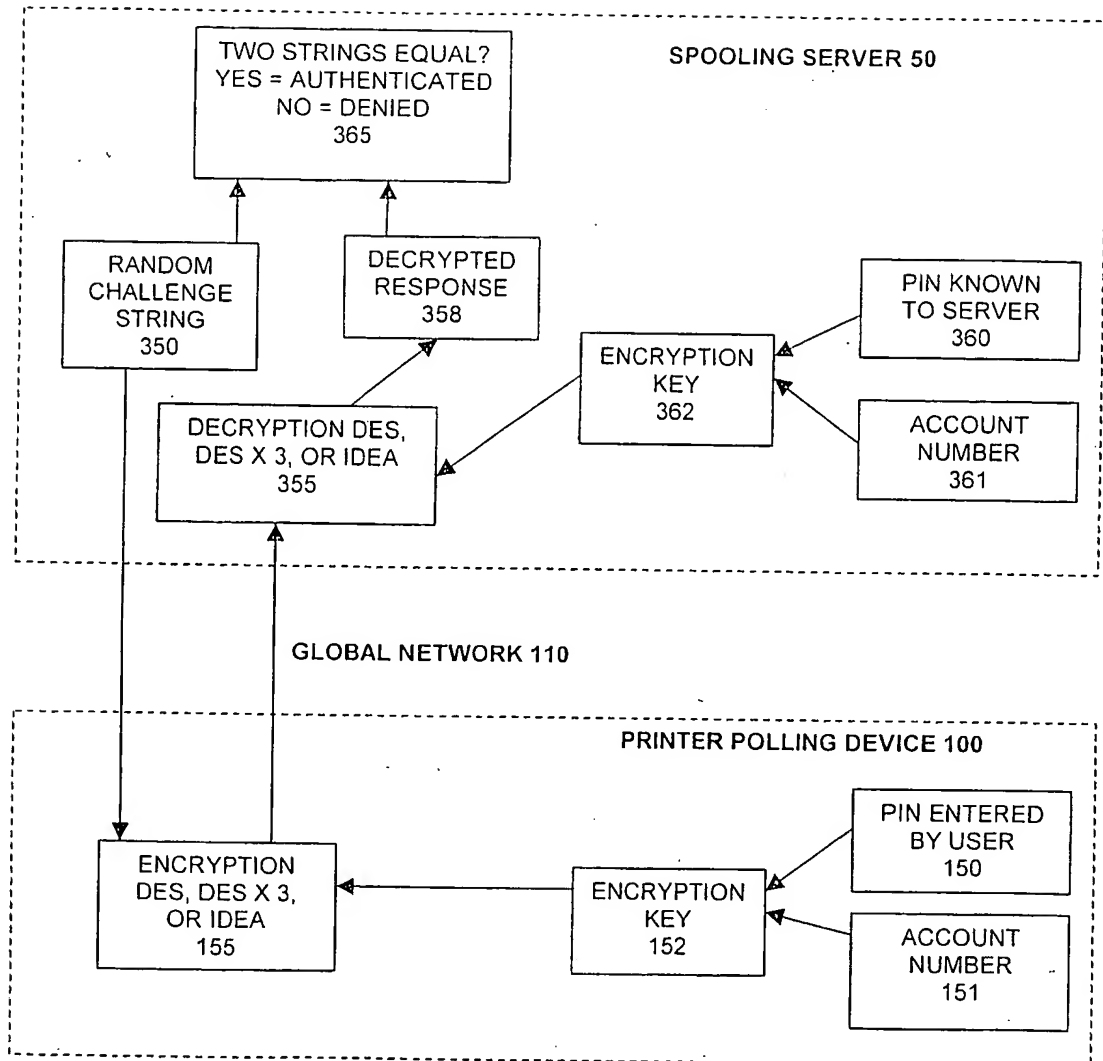 TWO STRINGS EQUAL?
YES = AUTHENTICATED
NO = DENIED
365
SPOOLING SERVER 50
RANDOM
CHALLENGE
STRING
350
DECRYPTED
RESPONSE
358
PIN KNOWN
TO SERVER
360
ENCRYPTION
KEY
362
DECRYPTION DES,
DES X 3, OR IDEA
355
ACCOUNT
NUMBER
361
GLOBAL NETWORK 110
PRINTER POLLING DEVICE 100
PIN ENTERED
BY USER
150
ENCRYPTION
DES, DES X 3,
OR IDEA
155
ENCRYPTION
KEY
152
ACCOUNT
NUMBER
151